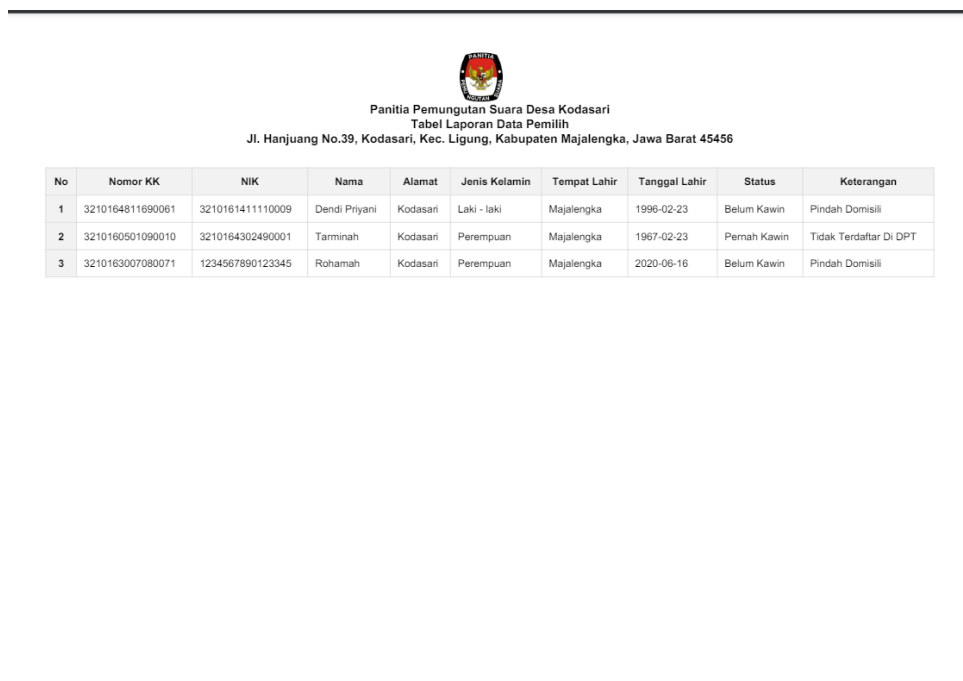 PANITIA
PEMUNGUTAN SUARA
Panitia Pemungutan Suara Desa Kodasari
Tabel Laporan Data Pemilih
Jl. Hanjuang No.39, Kodasari, Kec. Ligung, Kabupaten Majalengka, Jawa Barat 45456
No Nomor KK NIK Nama Alamat Jenis Kelamin Tempat Lahir Tanggal Lahir Status Keterangan
1 3210164811690061 3210161411110009 Dendi Priyani Kodasari Laki - laki Majalengka 1996-02-23 Belum Kawin Pindah Domisili
2 3210160501090010 3210164302490001 Tarminah Kodasari Perempuan Majalengka 1967-02-23 Pernah Kawin Tidak Terdaftar Di DPT
3 3210163007080071 1234567890123345 Rohamah Kodasari Perempuan Majalengka 2020-06-16 Belum Kawin Pindah Domisili